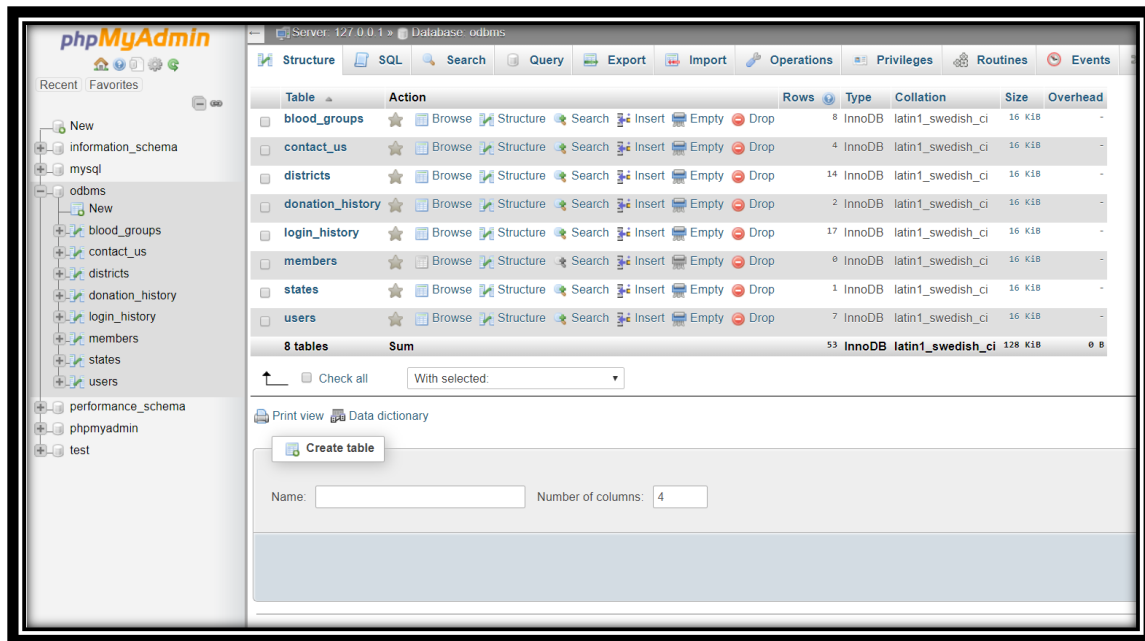 phpMyAdmin
Recent Favorites
New
information_schema
mysql
odbms
New
blood_groups
contact_us
districts
donation_history
login_history
members
states
users
performance_schema
phpmyadmin
test
Server: 127.0.0.1 » Database: odbms
Structure SQL Search Query Export Import Operations Privileges Routines Events
Table Action Rows Type Collation Size Overhead
blood_groups Browse Structure Search Insert Empty Drop 8 InnoDB latin1_swedish_ci 16 KiB -
contact_us Browse Structure Search Insert Empty Drop 4 InnoDB latin1_swedish_ci 16 KiB -
districts Browse Structure Search Insert Empty Drop 14 InnoDB latin1_swedish_ci 16 KiB -
donation_history Browse Structure Search Insert Empty Drop 2 InnoDB latin1_swedish_ci 16 KiB -
login_history Browse Structure Search Insert Empty Drop 17 InnoDB latin1_swedish_ci 16 KiB -
members Browse Structure Search Insert Empty Drop 0 InnoDB latin1_swedish_ci 16 KiB -
states Browse Structure Search Insert Empty Drop 1 InnoDB latin1_swedish_ci 16 KiB -
users Browse Structure Search Insert Empty Drop 7 InnoDB latin1_swedish_ci 16 KiB -
8 tables Sum 53 InnoDB latin1_swedish_ci 128 KiB 0 B
Check all With selected:
Print view Data dictionary
Create table
Name: Number of columns: 4